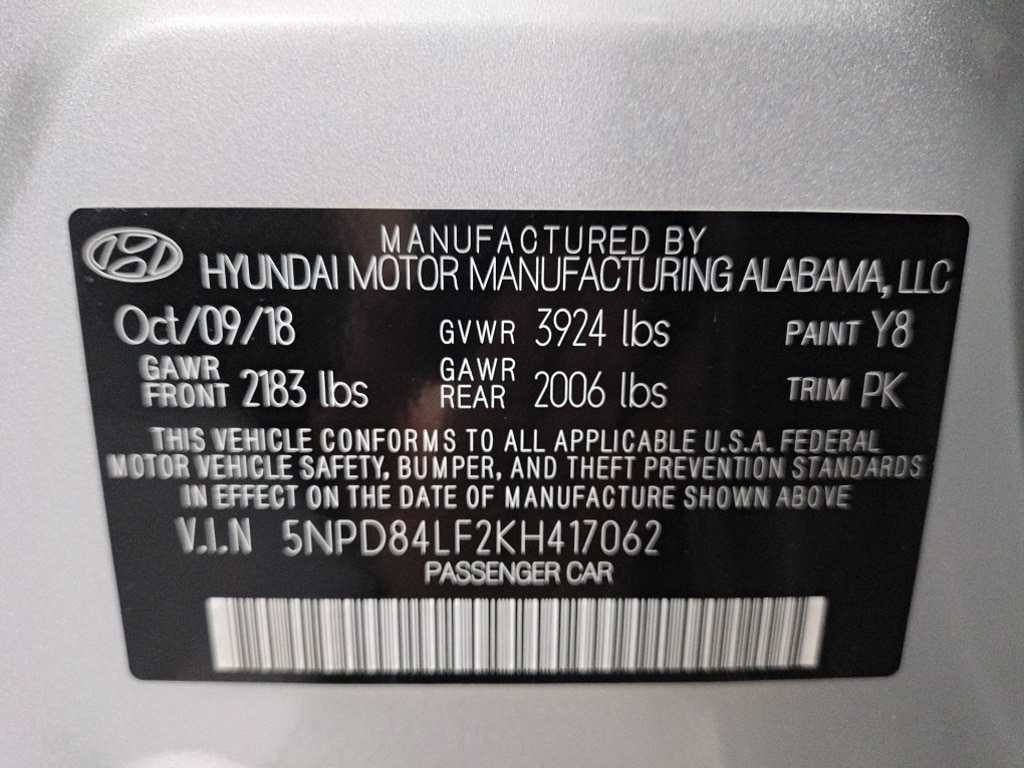 MANUFACTURED BY
HYUNDAI MOTOR MANUFACTURING ALABAMA, LLC
Oct/09/18 GVWR 3924 lbs PAINT Y8
GAWR FRONT 2183 lbs GAWR REAR 2006 lbs TRIM PK
THIS VEHICLE CONFORMS TO ALL APPLICABLE U.S.A. FEDERAL
MOTOR VEHICLE SAFETY, BUMPER, AND THEFT PREVENTION STANDARDS
IN EFFECT ON THE DATE OF MANUFACTURE SHOWN ABOVE
V.I.N 5NPD84LF2KH417062
PASSENGER CAR